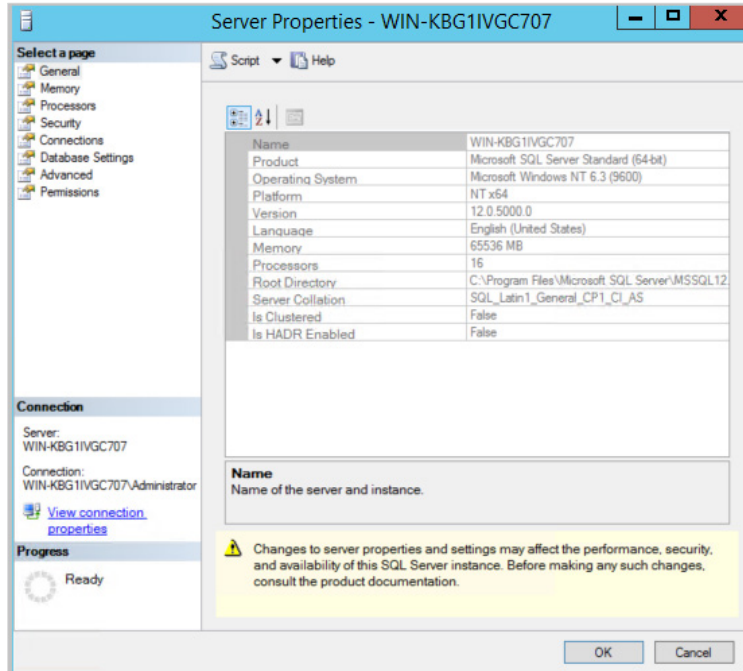 Server Properties - WIN-KBG1IVGC707
Select a page
General
Memory
Processors
Security
Connections
Database Settings
Advanced
Permissions
Script
Help
Name WIN-KBG1IVGC707
Product Microsoft SQL Server Standard (64-bit)
Operating System Microsoft Windows NT 6.3 (9600)
Platform NT x64
Version 12.0.5000.0
Language English (United States)
Memory 65536 MB
Processors 16
Root Directory C:\Program Files\Microsoft SQL Server\MSSQL12.
Server Collation SQL_Latin1_General_CP1_CI_AS
Is Clustered False
Is HADR Enabled False
Connection
Server:
WIN-KBG1IVGC707
Connection:
WIN-KBG1IVGC707\Administrator
View connection
properties
Progress
Ready
Name
Name of the server and instance.
Changes to server properties and settings may affect the performance, security,
and availability of this SQL Server instance. Before making any such changes,
consult the product documentation.
OK
Cancel